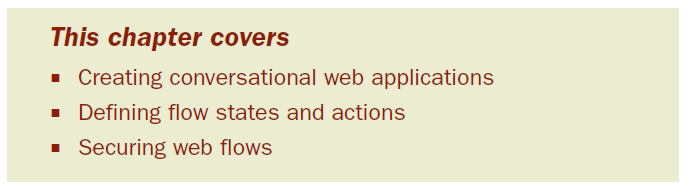 This chapter covers
▪ Creating conversational web applications
▪ Defining flow states and actions
▪ Securing web flows